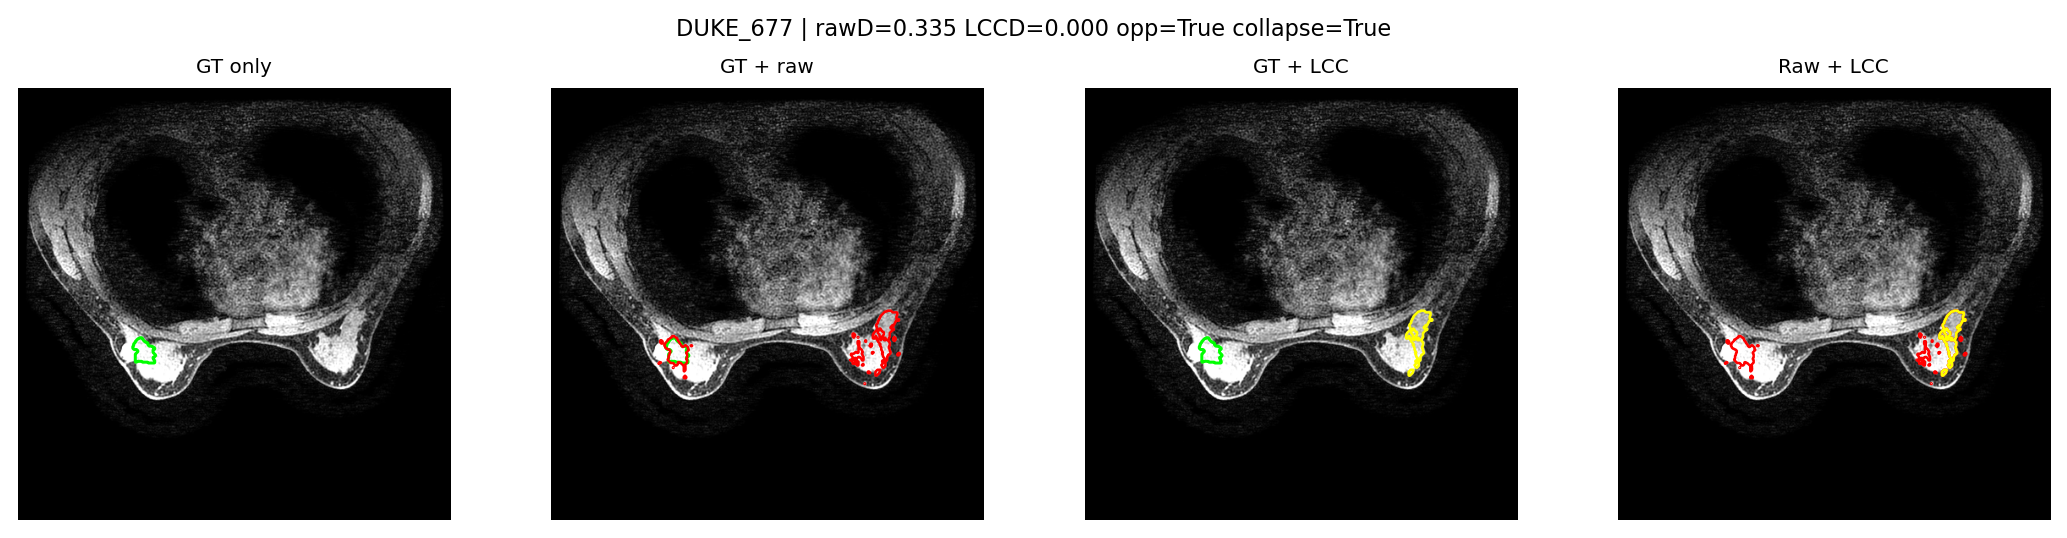 DUKE_677 | rawD=0.335 LCCD=0.000 opp=True collapse=True
GT only
GT + raw
GT + LCC
Raw + LCC